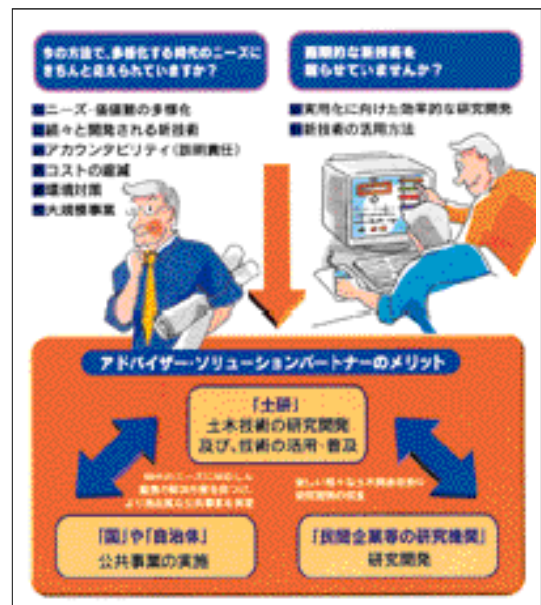 今の方法で、多様化する時代のニーズに
きちんと応えられていますか？
画期的な新技術を
眠らせていませんか？
■ニーズ・価値観の多様化
■続々と開発される新技術
■アカウンタビリティ（説明責任）
■コストの縮減
■環境対策
■大規模事業
■実用化に向けた効率的な研究開発
■新技術の活用方法
アドバイザー・ソリューションパートナーのメリット
「土研」
土木技術の研究開発
及び、技術の活用・普及
「国」や「自治体」
公共事業の実施
「民間企業等の研究機関」
研究開発